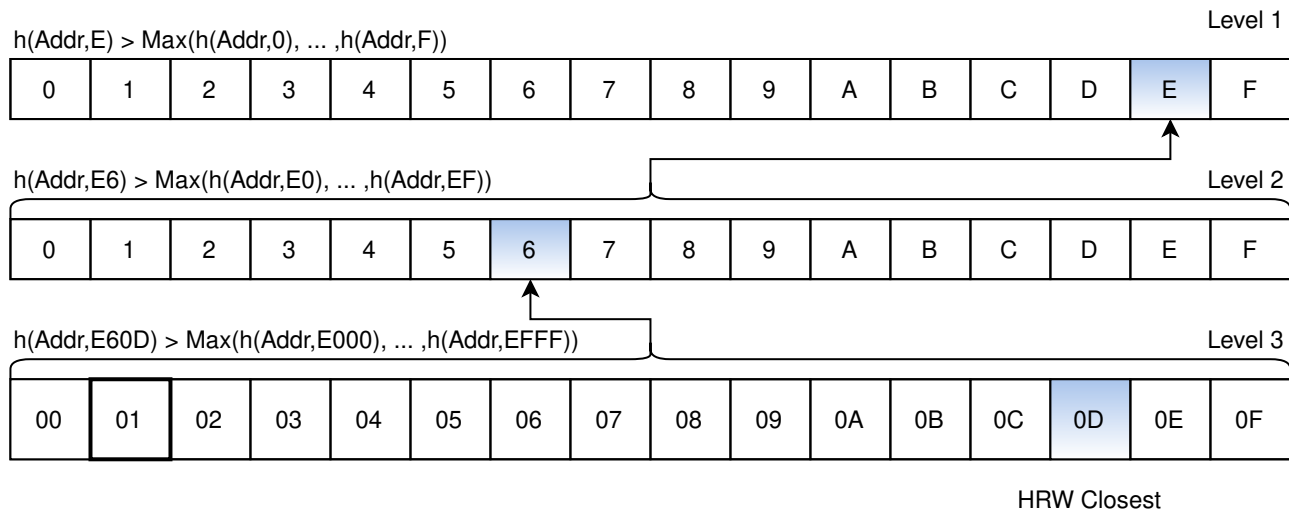 Level 1
h(Addr,E) > Max(h(Addr,0), ... ,h(Addr,F))
0 1 2 3 4 5 6 7 8 9 A B C D E F
h(Addr,E6) > Max(h(Addr,E0), ... ,h(Addr,EF)) Level 2
0 1 2 3 4 5 6 7 8 9 A B C D E F
h(Addr,E60D) > Max(h(Addr,E000), ... ,h(Addr,EFFF)) Level 3
00 01 02 03 04 05 06 07 08 09 0A 0B 0C 0D 0E 0F
HRW Closest